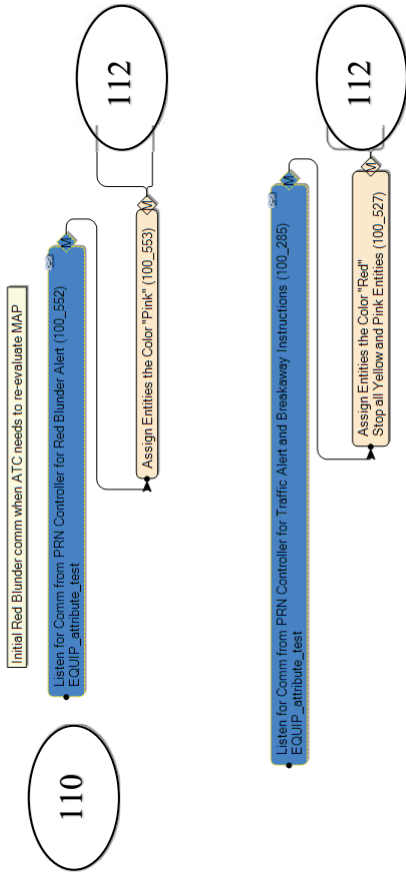 110
Initial Red Blunder comm when ATC needs to re-evaluate MAP
Listen for Comm from PRN Controller for Red Blunder Alert (100_552)
EQUIP_attribute_test
M
Assign Entities the Color "Pink" (100_553)
M
112
Listen for Comm from PRN Controller for Traffic Alert and Breakaway Instructions (100_285)
EQUIP_attribute_test
M
Assign Entities the Color "Red"
Stop all Yellow and Pink Entities (100_527)
M
112